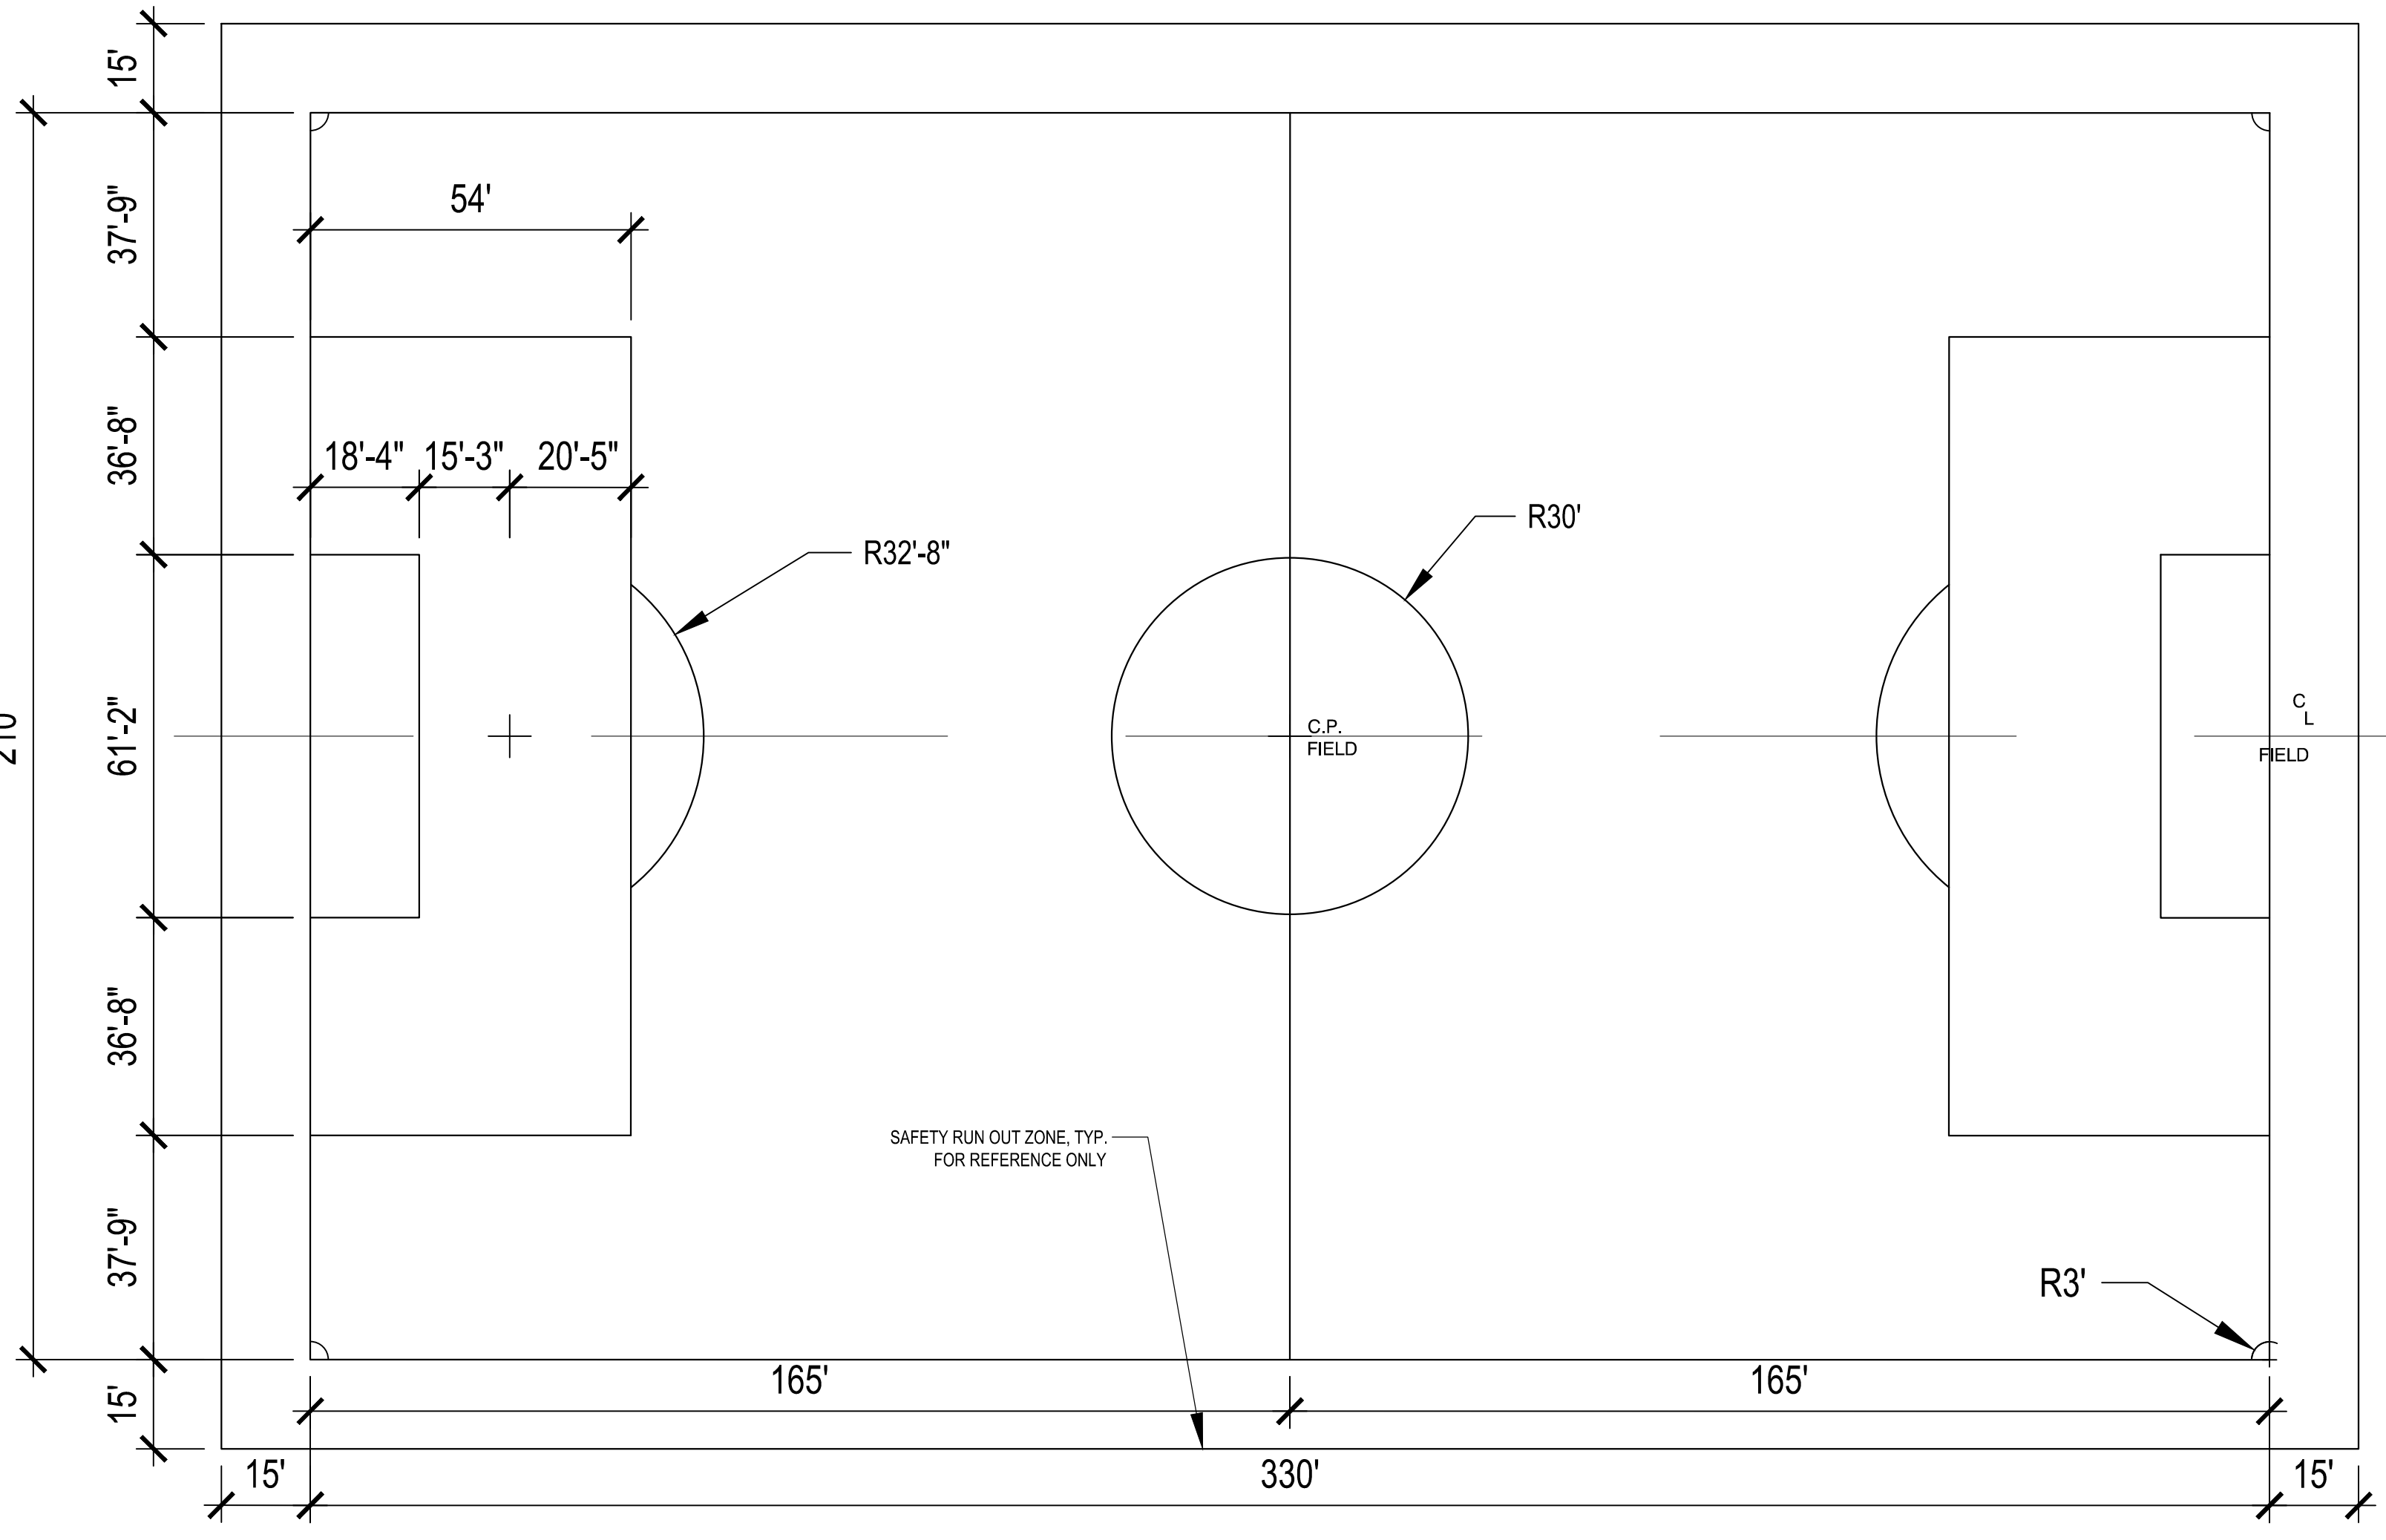 15'
37'-9"
54'
36'-8"
18'-4" 15'-3" 20'-5"
R30'
R32'-8"
61'-2"
C.P.
FIELD
C
L
FIELD
36'-8"
SAFETY RUN OUT ZONE, TYP.
FOR REFERENCE ONLY
37'-9"
R3'
165' 165'
15'
15' 330' 15'